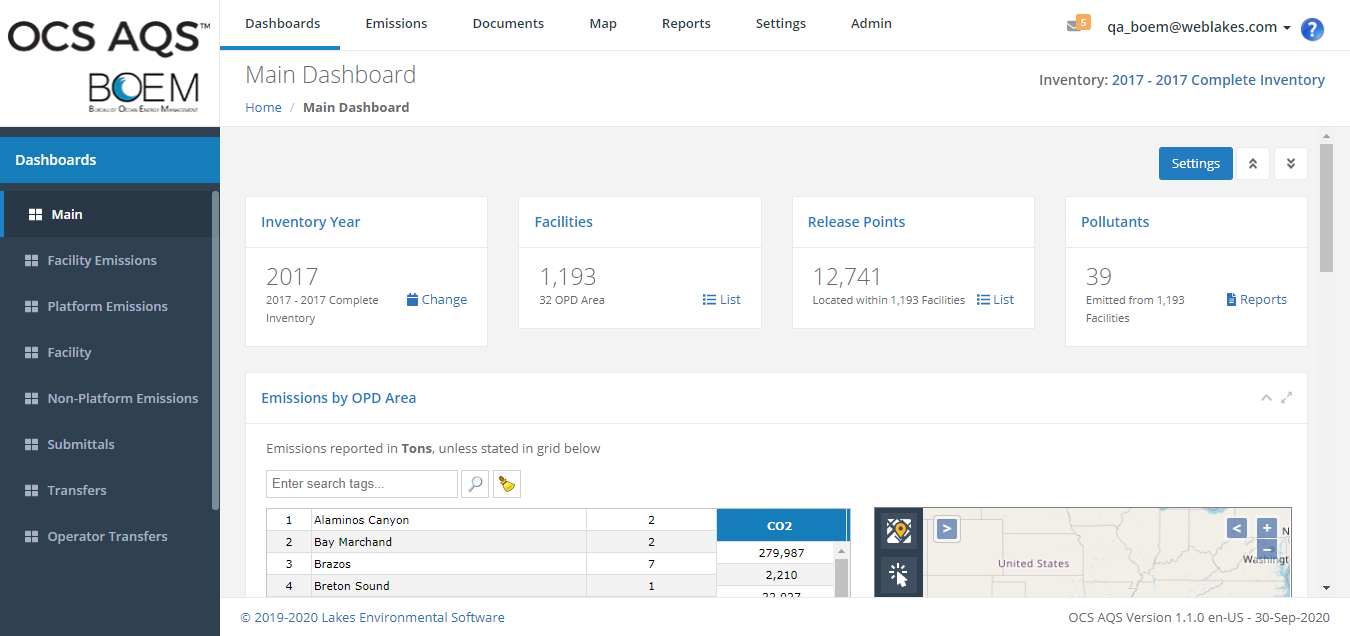 OCS AQS™
BOEM
BUREAU OF OCEAN ENERGY MANAGEMENT
Dashboards Emissions Documents Map Reports Settings Admin
5 qa_boem@weblakes.com ?
Main Dashboard
Home / Main Dashboard
Inventory: 2017 - 2017 Complete Inventory
Dashboards
Main
Facility Emissions
Platform Emissions
Facility
Non-Platform Emissions
Submittals
Transfers
Operator Transfers
Settings
Inventory Year
2017
2017 - 2017 Complete
Inventory
Change
Facilities
1,193
32 OPD Area
List
Release Points
12,741
Located within 1,193 Facilities
List
Pollutants
39
Emitted from 1,193
Facilities
Reports
Emissions by OPD Area
Emissions reported in Tons, unless stated in grid below
Enter search tags...
CO2
1 Alaminos Canyon 2
2 Bay Marchand 2
3 Brazos 7
4 Breton Sound 1
279,987
2,210
> < + N
−
United States
Washingt
© 2019-2020 Lakes Environmental Software
OCS AQS Version 1.1.0 en-US - 30-Sep-2020